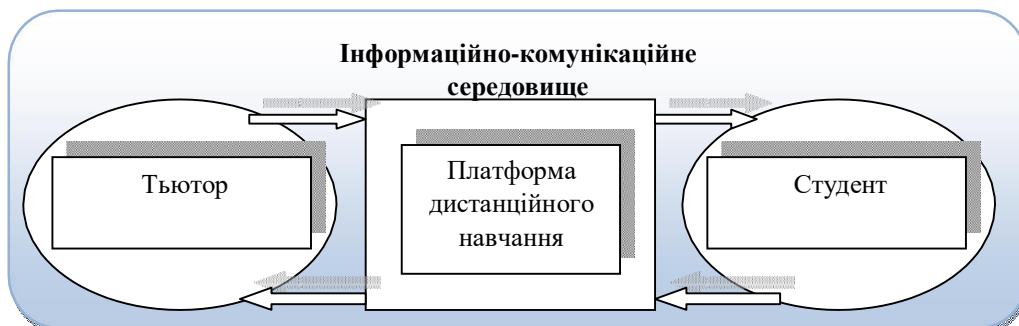 Інформаційно-комунікаційне
середовище
Тьютор
Платформа
дистанційного
навчання
Студент